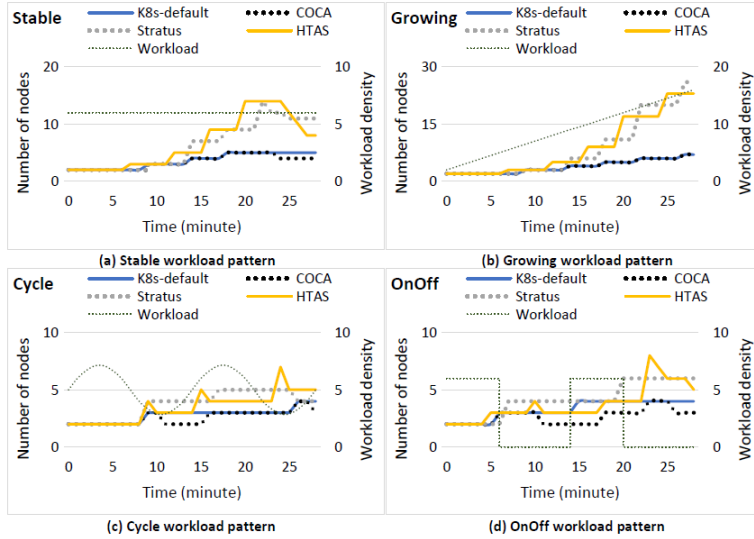 Stable
K8s-default
COCA
Stratus
HTAS
Workload
20
10
0
10
5
0
Number of nodes
Workload density
0 5 10 15 20 25
Time (minute)
(a) Stable workload pattern
Growing
K8s-default
COCA
Stratus
HTAS
Workload
30
15
0
20
10
0
Number of nodes
Workload density
0 5 10 15 20 25
Time (minute)
(b) Growing workload pattern
Cycle
K8s-default
COCA
Stratus
HTAS
Workload
10
5
0
10
5
0
Number of nodes
Workload density
0 5 10 15 20 25
Time (minute)
(c) Cycle workload pattern
OnOff
K8s-default
COCA
Stratus
HTAS
Workload
10
5
0
10
5
0
Number of nodes
Workload density
0 5 10 15 20 25
Time (minute)
(d) OnOff workload pattern